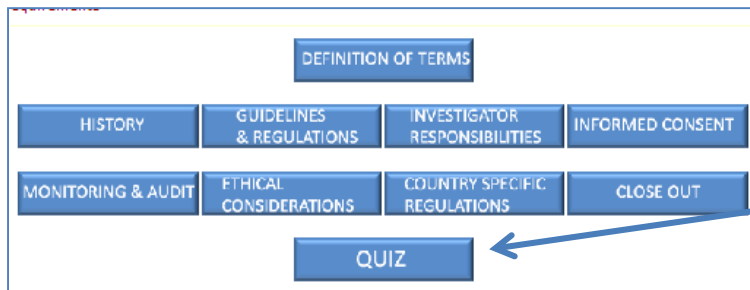 DEFINITION OF TERMS
HISTORY
GUIDELINES
& REGULATIONS
INVESTIGATOR
RESPONSIBILITIES
INFORMED CONSENT
MONITORING & AUDIT
ETHICAL
CONSIDERATIONS
COUNTRY SPECIFIC
REGULATIONS
CLOSE OUT
QUIZ